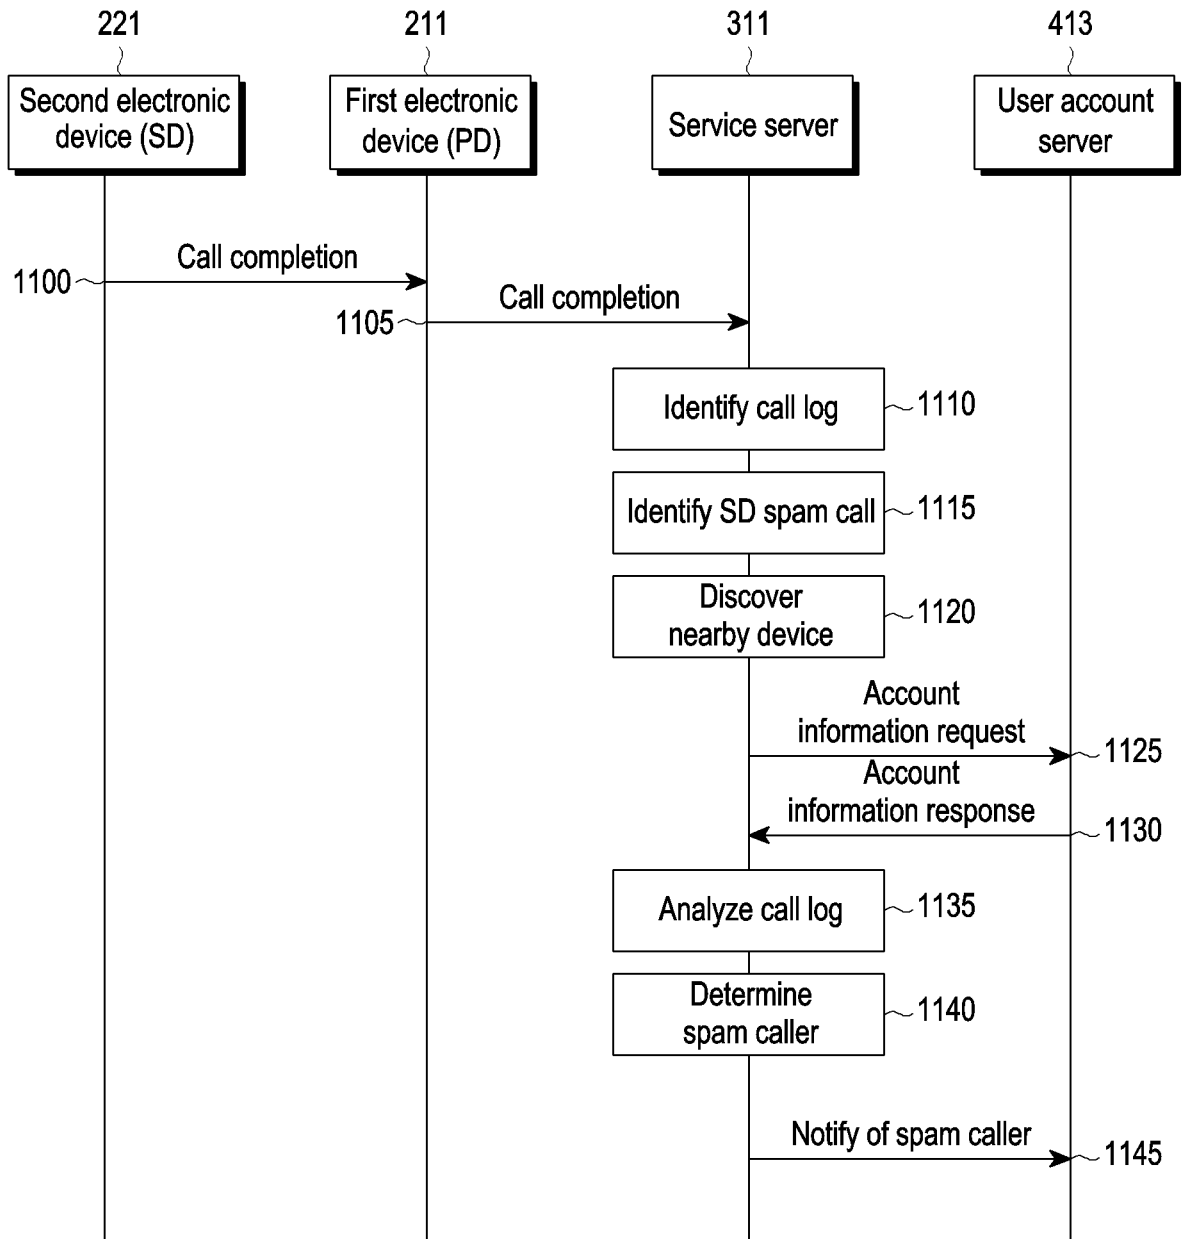 221
211
311
413
Second electronic
device (SD)
First electronic
device (PD)
Service server
User account
server
Call completion
1100
Call completion
1105
Identify call log
1110
Identify SD spam call
1115
Discover
nearby device
1120
Account
information request
1125
Account
information response
1130
Analyze call log
1135
Determine
spam caller
1140
Notify of spam caller
1145